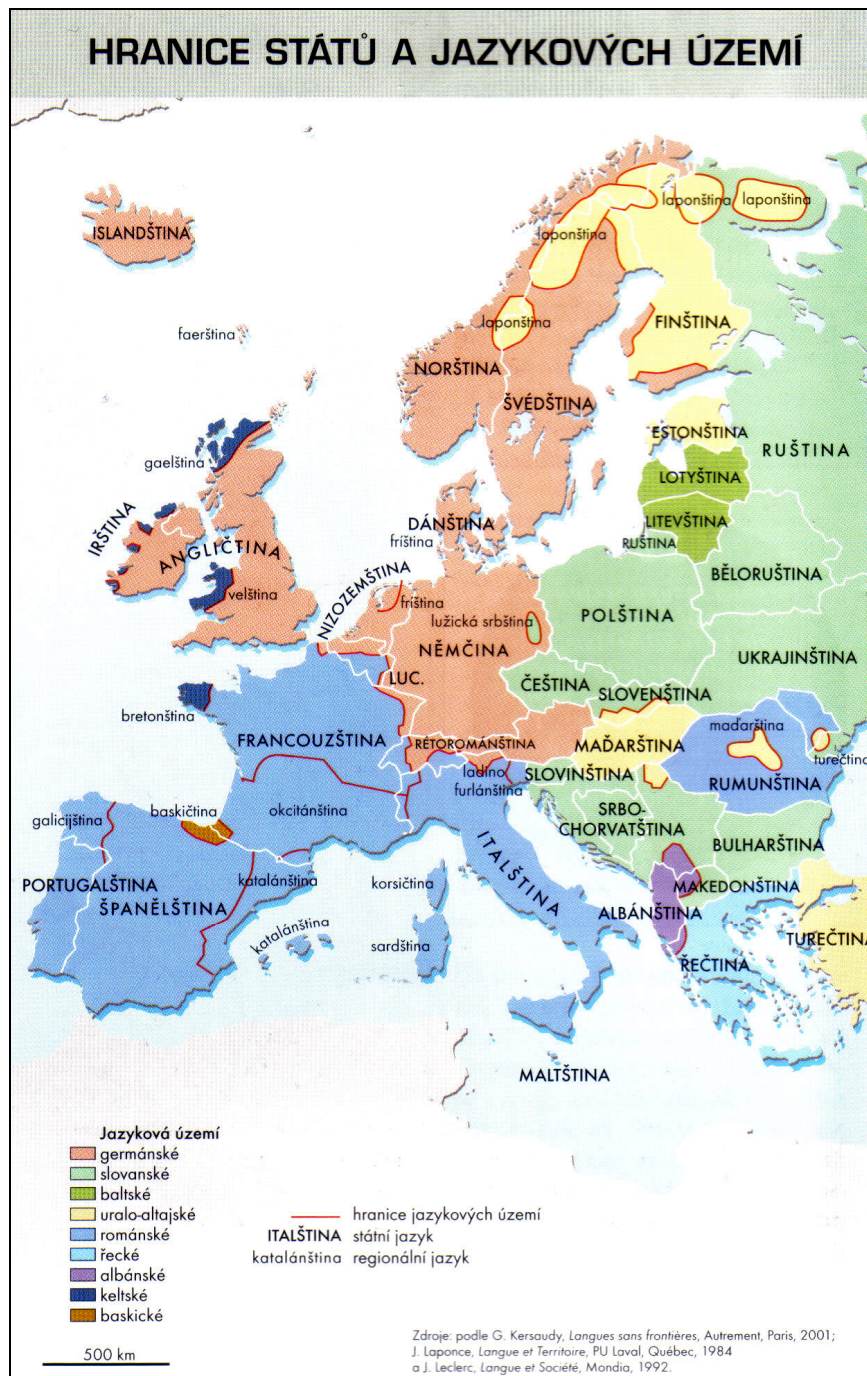 HRANICE STÁTŮ A JAZYKOVÝCH ÚZEMÍ
ISLANDŠTINA
laponština
laponština
laponština
laponština
faerština
FINŠTINA
NORŠTINA
ŠVÉDŠTINA
ESTONŠTINA
RUŠTINA
gaelština
LOTYŠTINA
IRŠTINA
DÁNŠTINA
LITEVŠTINA
fríština
RUŠTINA
ANGLIČTINA
BĚLORUŠTINA
NIZOZEMŠTINA
velština
fríština
lužická srbština
POLŠTINA
NĚMČINA
UKRAJINŠTINA
LUC.
ČEŠTINA
SLOVENŠTINA
bretonština
FRANCOUZŠTINA
RÉTOROMÁNŠTINA
MAĎARŠTINA
maďarština
turečtina
ladino
furlánština
SLOVINŠTINA
RUMUNŠTINA
baskičtina
okcitánština
SRBO-
CHORVATŠTINA
galicijština
BULHARŠTINA
ITALŠTINA
PORTUGALŠTINA
katalánština
korsičtina
MAKEDONŠTINA
ŠPANĚLŠTINA
ALBÁNŠTINA
katalánština
sardština
TUREČTINA
ŘEČTINA
MALTŠTINA
Jazyková území
germánské
slovanské
baltské
uralo-altajské
románské
řecké
albánské
keltské
baskické
hranice jazykových území
ITALŠTINA státní jazyk
katalánština regionální jazyk
500 km
Zdroje: podle G. Kersaudy, Langues sans frontières, Autrement, Paris, 2001;
J. Laponce, Langue et Territoire, PU Laval, Québec, 1984
a J. Leclerc, Langue et Société, Mondia, 1992.